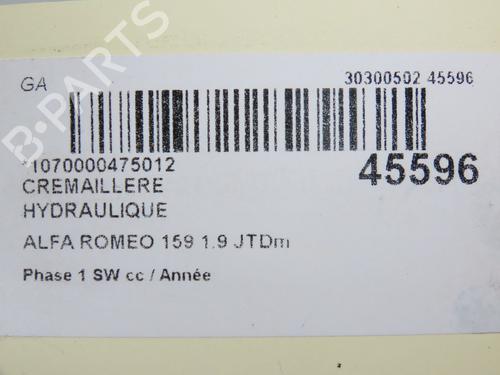 GA
30300502 45596
*1070000475012
45596
CREMAILLERE
HYDRAULIQUE
ALFA ROMEO 159 1.9 JTDm
Phase 1 SW cc / Année
B-PARTS